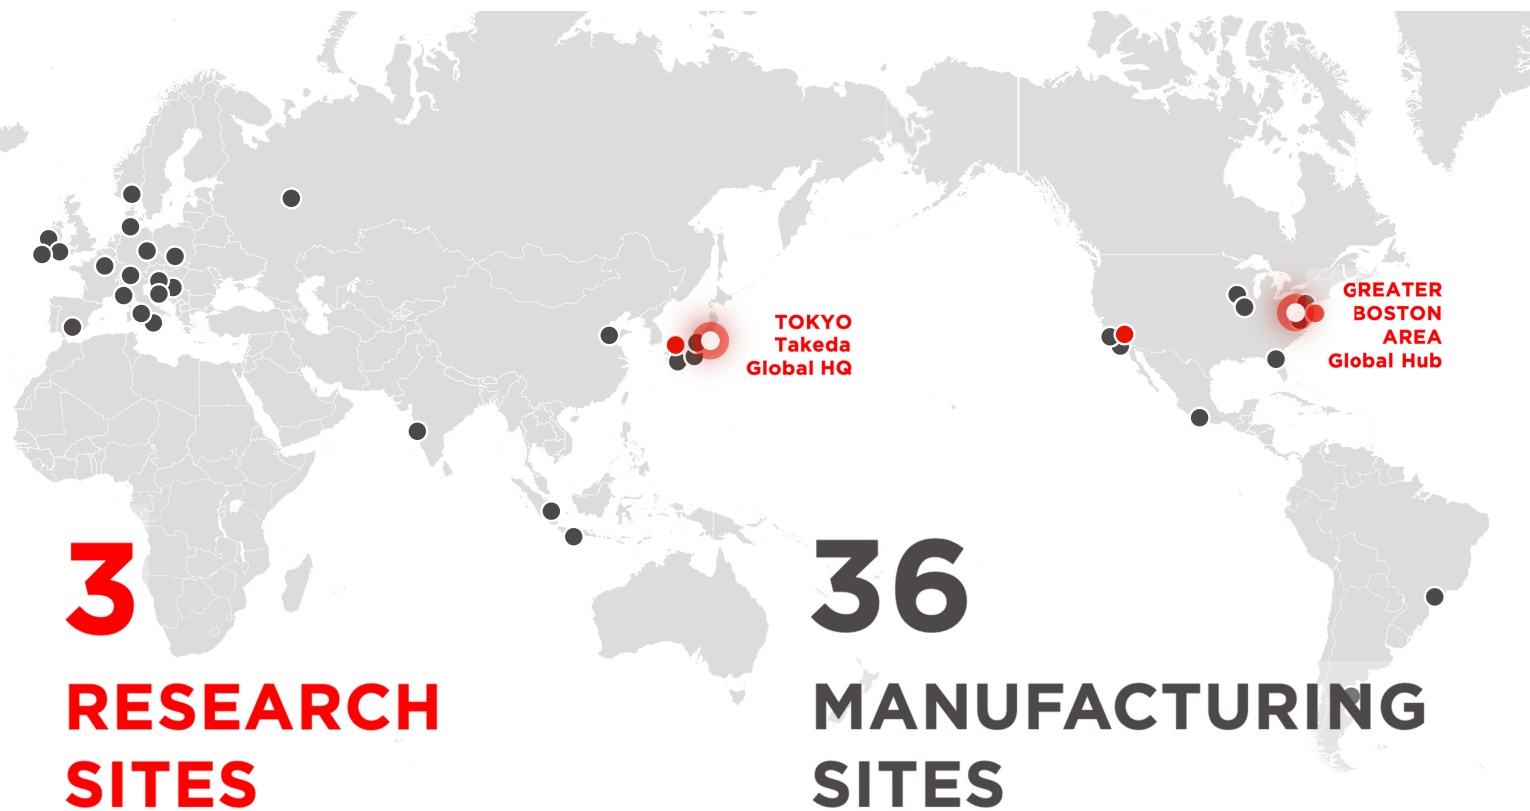 TOKYO
Takeda
Global HQ
GREATER
BOSTON
AREA
Global Hub
3
RESEARCH
SITES
36
MANUFACTURING
SITES